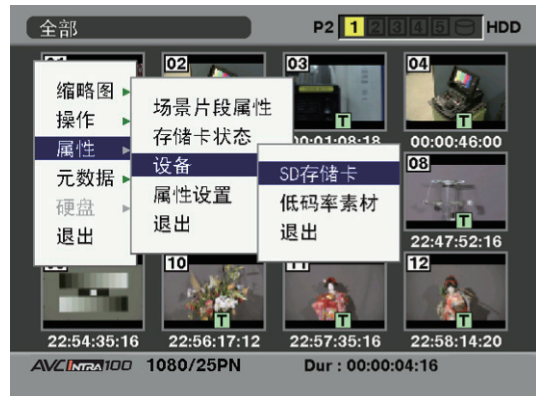 全部
P2 1 2 3 4 5 HDD
02
03
04
00:01:08:18
00:00:46:00
08
22:47:52:16
缩略图
操作
属性
元数据
硬盘
退出
场景片段属性
存储卡状态
设备
属性设置
退出
SD存储卡
低码率素材
退出
10
12
T
T
T
T
T
T
22:54:35:16
22:56:17:12
22:57:35:16
22:58:14:20
AVC INTRA 100 1080/25PN Dur : 00:00:04:16